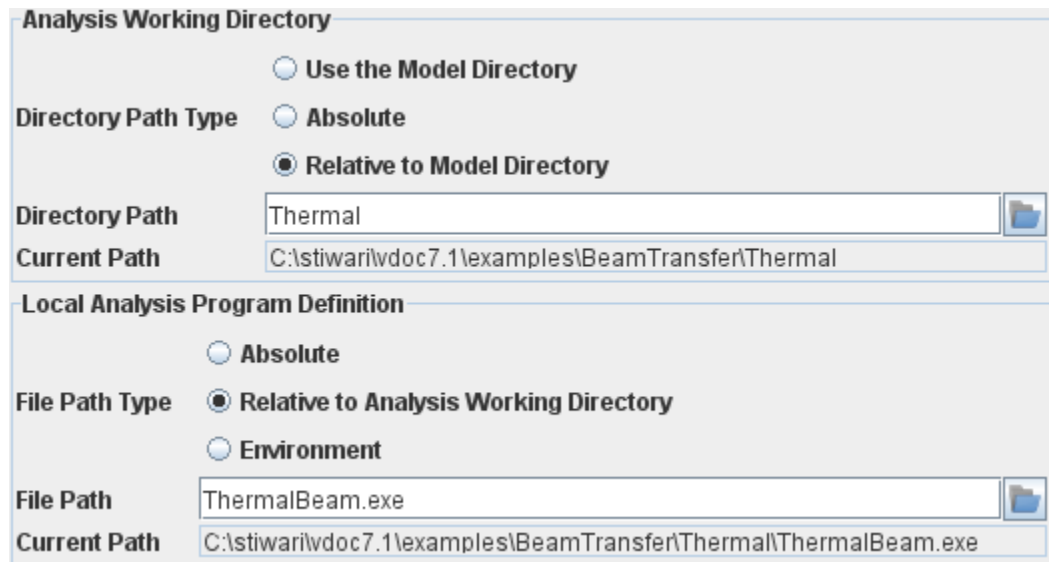 Analysis Working Directory
Use the Model Directory
Directory Path Type Absolute
Relative to Model Directory
Directory Path Thermal
Current Path C:\stiwari\vdoc7.1\examples\BeamTransfer\Thermal
Local Analysis Program Definition
Absolute
File Path Type Relative to Analysis Working Directory
Environment
File Path ThermalBeam.exe
Current Path C:\stiwari\vdoc7.1\examples\BeamTransfer\Thermal\ThermalBeam.exe